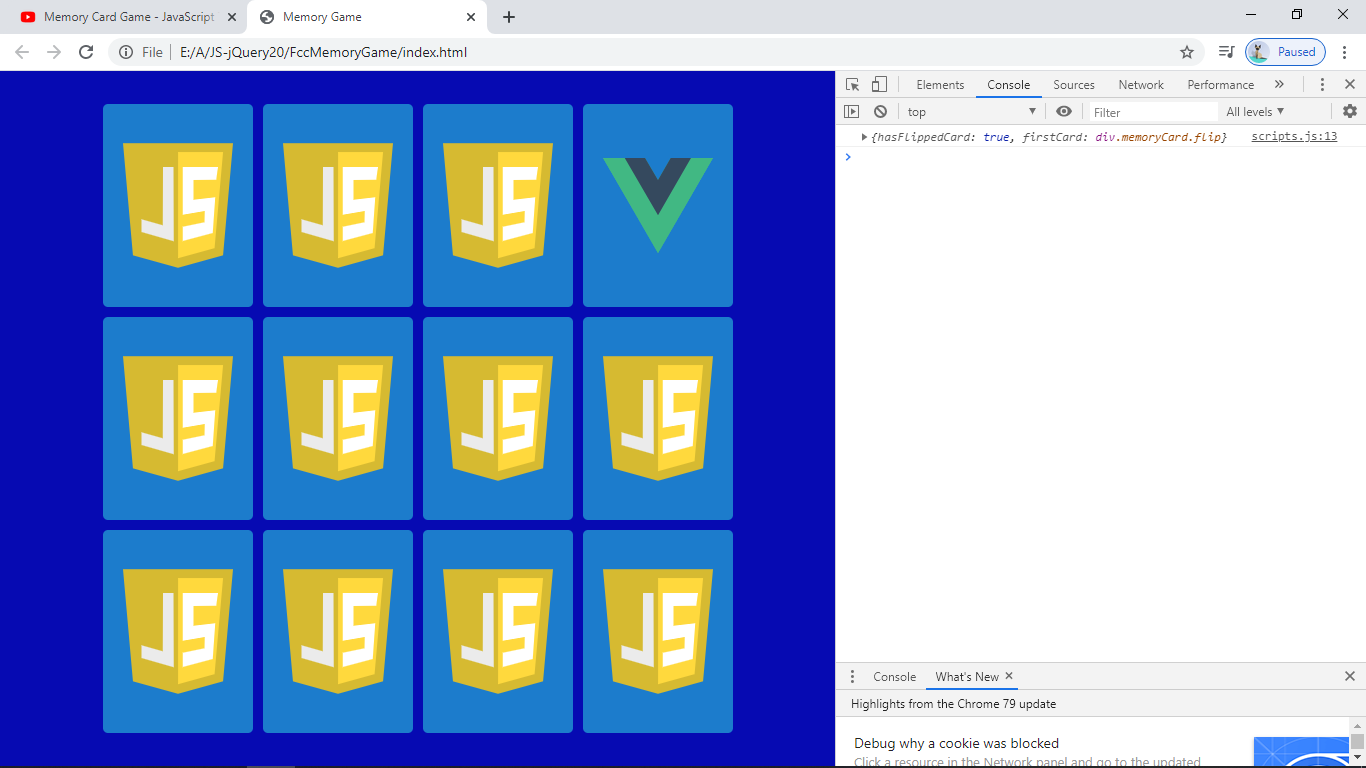 Memory Card Game - JavaScript
Memory Game
File E:/A/JS-jQuery20/FccMemoryGame/index.html
Paused
Elements Console Sources Network Performance
top Filter All levels
{hasFlippedCard: true, firstCard: div.memoryCard.flip} scripts.js:13
JS JS JS
JS JS JS JS
JS JS JS JS
Console What's New
Highlights from the Chrome 79 update
Debug why a cookie was blocked
Click a resource in the Network panel and go to the updated